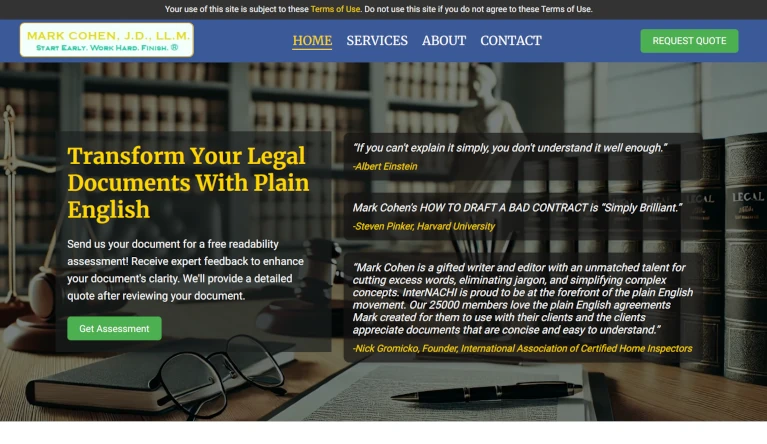 Your use of this site is subject to these Terms of Use. Do not use this site if you do not agree to these Terms of Use.
MARK COHEN, J.D., LL.M.
START EARLY. WORK HARD. FINISH. ®
HOME SERVICES ABOUT CONTACT
REQUEST QUOTE
Transform Your Legal
Documents With Plain
English
Send us your document for a free readability
assessment! Receive expert feedback to enhance
your document's clarity. We'll provide a detailed
quote after reviewing your document.
Get Assessment
"If you can't explain it simply, you don't understand it well enough."
-Albert Einstein
Mark Cohen's HOW TO DRAFT A BAD CONTRACT is "Simply Brilliant."
-Steven Pinker, Harvard University
"Mark Cohen is a gifted writer and editor with an unmatched talent for
cutting excess words, eliminating jargon, and simplifying complex
concepts. InterNACHI is proud to be at the forefront of the plain English
movement. Our 25000 members love the plain English agreements
Mark created for them to use with their clients and the clients
appreciate documents that are concise and easy to understand."
-Nick Gromicko, Founder, International Association of Certified Home Inspectors
LEGAL
LEGAL